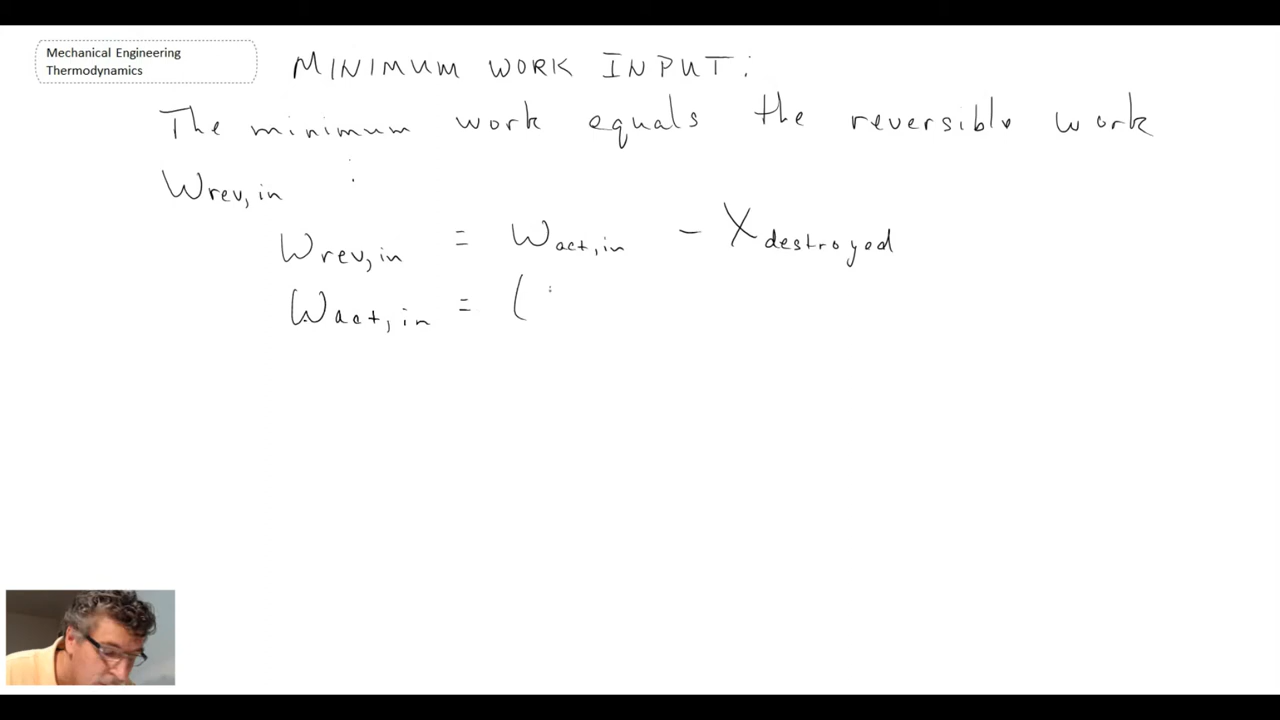 Mechanical Engineering
Thermodynamics
MINIMUM WORK INPUT:
The minimum work equals the reversible work
Wrev,in :
Wrev,in = Wact,in - Xdestroyed
Wact,in = (